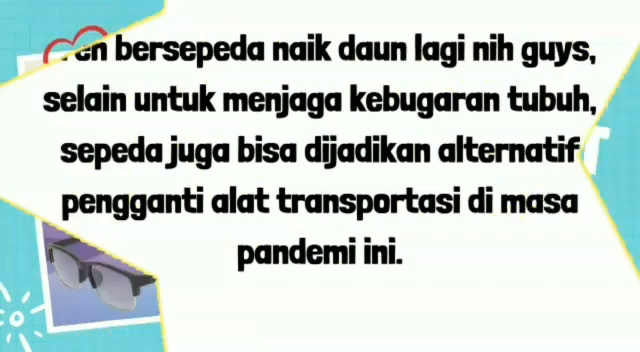 bersepeda naik daun lagi nih guys,
selain untuk menjaga kebugaran tubuh,
sepeda juga bisa dijadikan alternatif
pengganti alat transportasi di masa
pandemi ini.